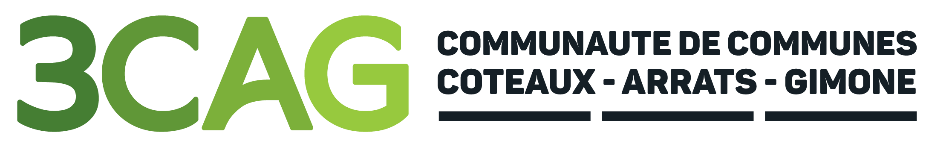 3CAG
COMMUNAUTE DE COMMUNES
COTEAUX - ARRATS - GIMONE